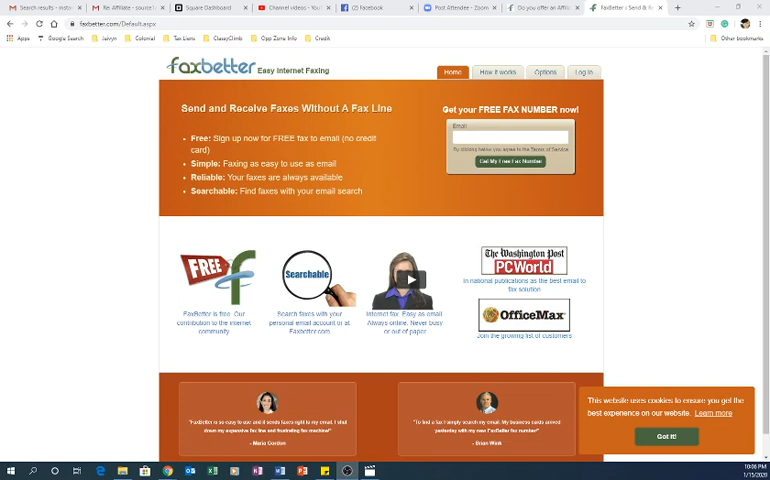 Search results - insta
Re: Affiliate - source
Square Dashboard
Channel videos - You
(2) Facebook
Post Attender - Zoom
Do you offer an Affil
FaxBetter : Send & R
faxbetter.com/Default.aspx
Apps
Google Search
Jaivyn
Colonial
Tax Liens
ClassyClimb
Opp Zone Info
Credit
Other bookmarks
faxbetter Easy Internet Faxing
Home
How it works
Options
Log In
Send and Receive Faxes Without A Fax Line
Free: Sign up now for FREE fax to email (no credit
card)
Simple: Faxing as easy to use as email
Reliable: Your faxes are always available
Searchable: Find faxes with your email search
Get your FREE FAX NUMBER now!
Email
By clicking below you agree to the Terms of Service
Get My Free Fax Number
FREE
f
FaxBetter is free. Our
contribution to the internet
community
Searchable
Search faxes with your
personal email account or at
Faxbetter.com
Internet fax. Easy as email
Always online. Never busy
or out of paper.
The Washington Post
PCWorld
In national publications as the best email to
fax solution
OfficeMax
Join the growing list of customers
"FaxBetter is so easy to use and it sends faxes right to my email. I shut
down my expensive fax line and frustrating fax machine!"
- Maria Gordon
"To find a fax I simply search my email. My business cards arrived
yesterday with my new FaxBetter fax number!"
- Brian Wink
This website uses cookies to ensure you get the
best experience on our website. Learn more
Got it!
10:06 PM
1/15/2020